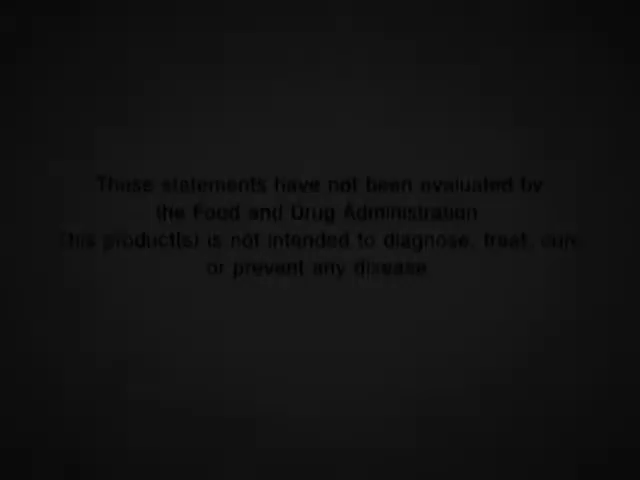 These statements have not been evaluated by
the Food and Drug Administration
This product(s) is not intended to diagnose, treat, cure
or prevent any disease